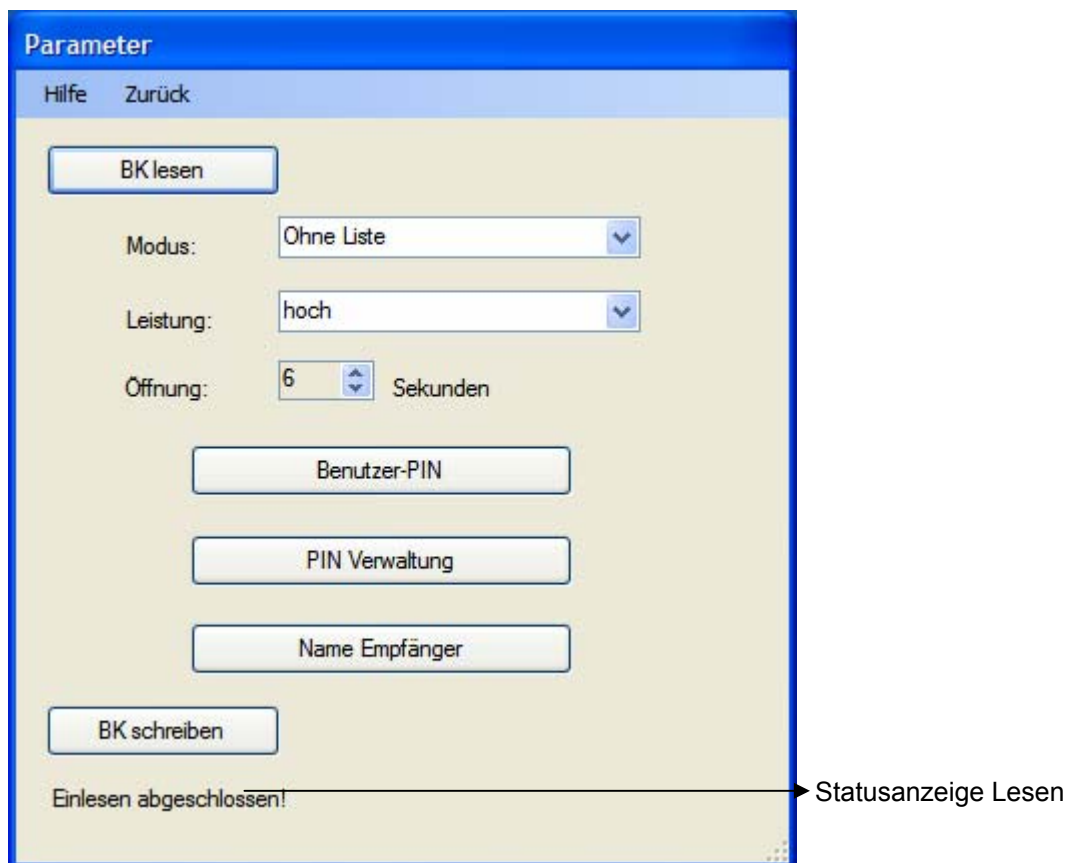 Parameter
Hilfe Zurück
BK lesen
Modus: Ohne Liste
Leistung: hoch
Öffnung: 6 Sekunden
Benutzer-PIN
PIN Verwaltung
Name Empfänger
BK schreiben
Einlesen abgeschlossen! Statusanzeige Lesen